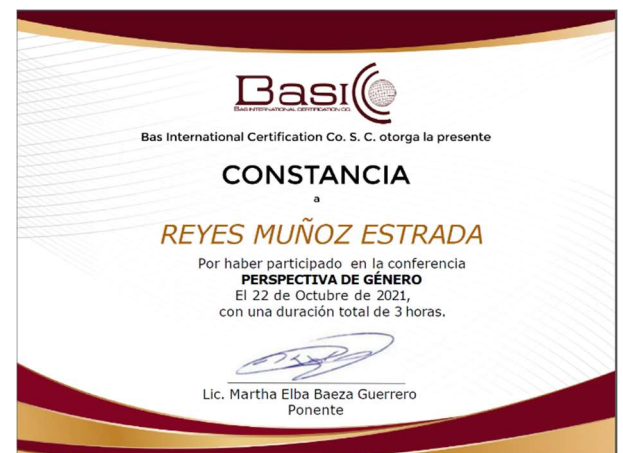 Basi
BAS INTERNATIONAL CERTIFICATION CO.
Bas International Certification Co. S. C. otorga la presente
CONSTANCIA
a
REYES MUÑOZ ESTRADA
Por haber participado en la conferencia
PERSPECTIVA DE GÉNERO
El 22 de Octubre de 2021,
con una duración total de 3 horas.
Lic. Martha Elba Baeza Guerrero
Ponente